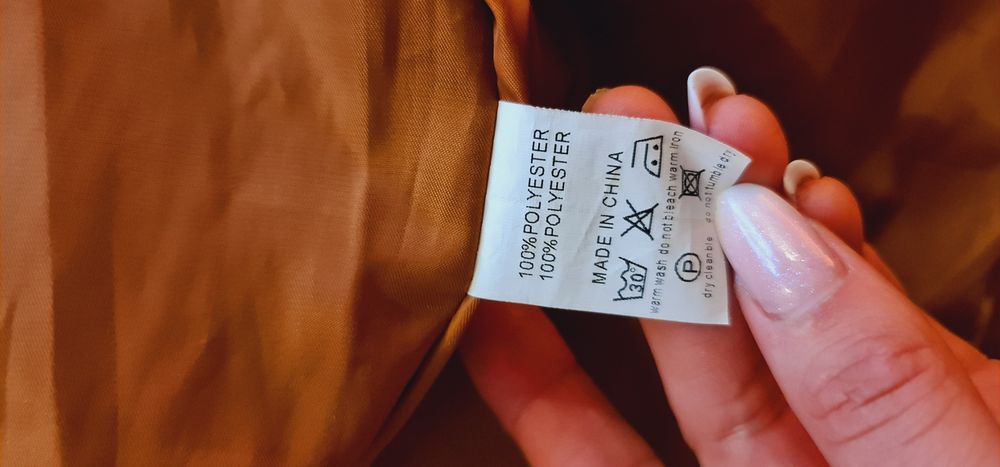 100%POLYESTER
100%POLYESTER
MADE IN CHINA
30°
warm wash do not bleach warm iron
P
dry cleanble do not tumble dry